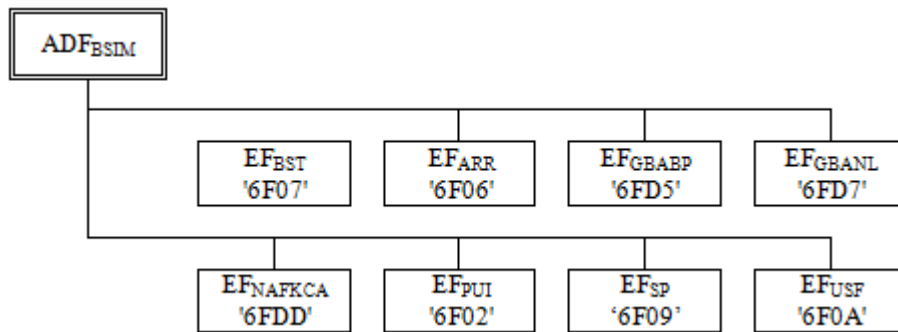 ADFBSIM
EFBST
'6F07'
EFARR
'6F06'
EFGBABP
'6FD5'
EFGBANL
'6FD7'
EFNAFKCA
'6FDD'
EFPUI
'6F02'
EFSP
‘6F09’
EFUSF
'6F0A'